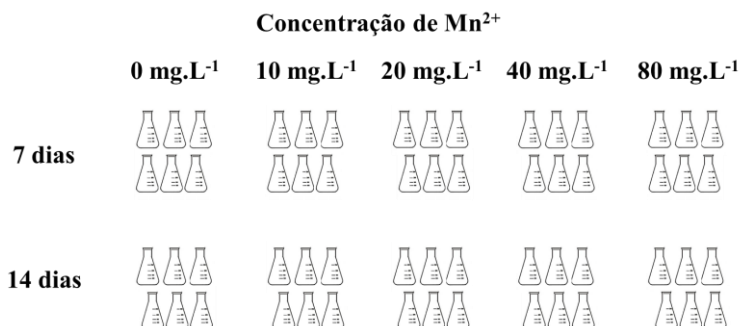 Concentração de Mn²⁺
0 mg.L⁻¹ 10 mg.L⁻¹ 20 mg.L⁻¹ 40 mg.L⁻¹ 80 mg.L⁻¹
7 dias
14 dias